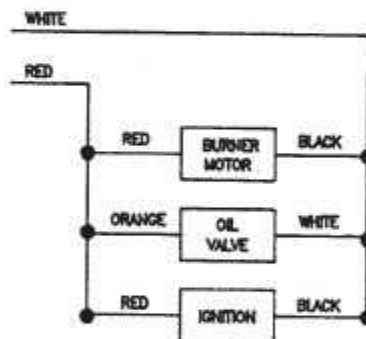 WHITE
RED
RED BURNER MOTOR BLACK
ORANGE OIL VALVE WHITE
RED IGNITION BLACK